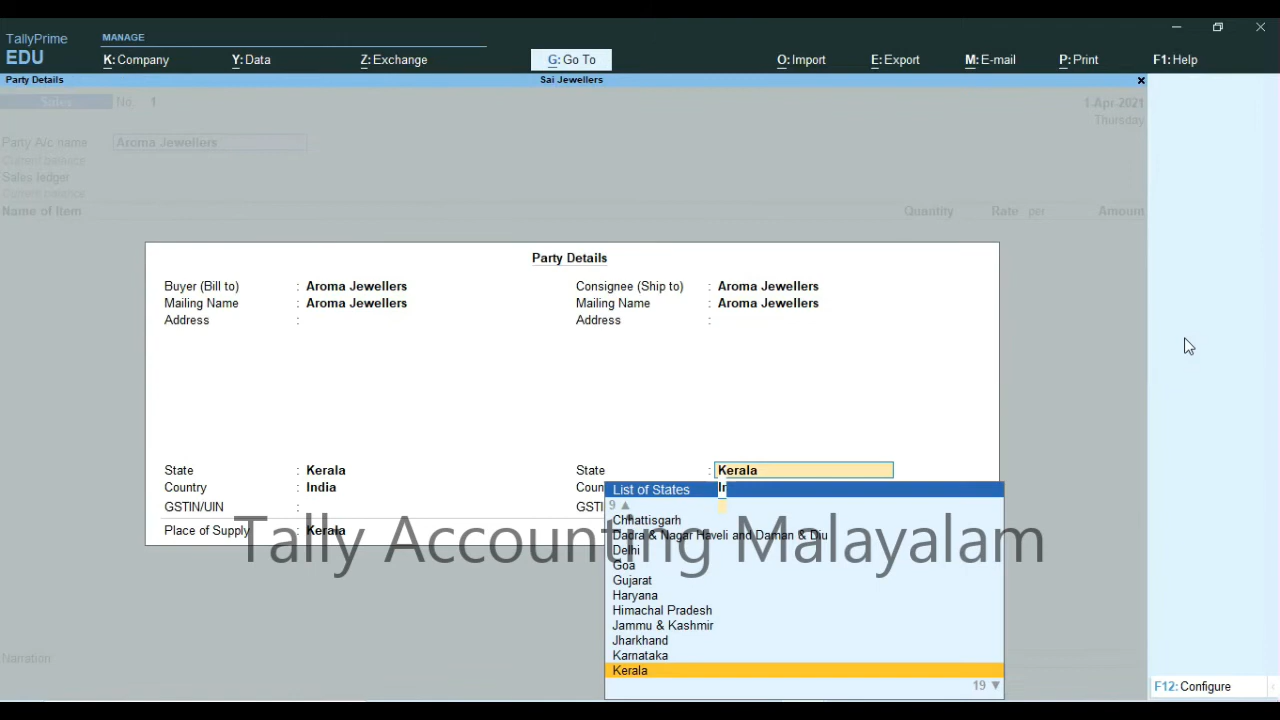 TallyPrime
EDU
MANAGE
K: Company
Y: Data
Z: Exchange
G: Go To
O: Import
E: Export
M: E-mail
P: Print
F1: Help
Party Details
Sai Jewellers
Sales No. 1
1-Apr-2021
Thursday
Party A/c name Aroma Jewellers
Current balance
Sales ledger
Current balance
Name of Item Quantity Rate per Amount
Party Details
Buyer (Bill to) : Aroma Jewellers
Mailing Name : Aroma Jewellers
Address :
Consignee (Ship to) : Aroma Jewellers
Mailing Name : Aroma Jewellers
Address :
State : Kerala
Country : India
GSTIN/UIN :
Place of Supply : Kerala
State : Kerala
Coun In
GSTI
List of States
9 ▲
Chhattisgarh
Dadra & Nagar Haveli and Daman & Diu
Delhi
Goa
Gujarat
Haryana
Himachal Pradesh
Jammu & Kashmir
Jharkhand
Karnataka
Kerala
19 ▼
Tally Accounting Malayalam
Narration
F12: Configure